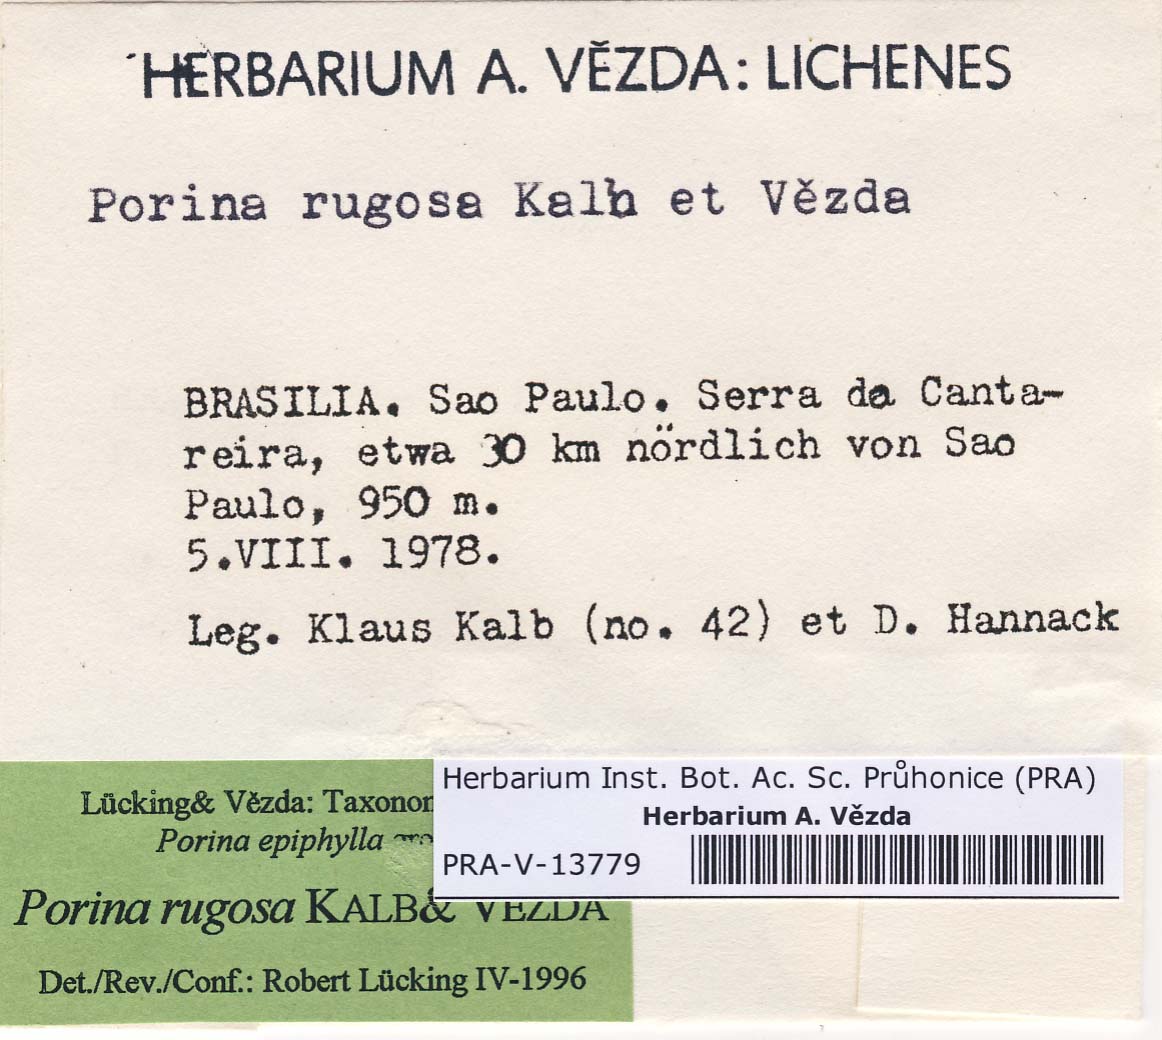 HERBARIUM A. VĚZDA: LICHENES
Porina rugosa Kalb et Vězda
BRASILIA. Sao Paulo. Serra da Canta-
reira, etwa 30 km nördlich von Sao
Paulo, 950 m.
5.VIII. 1978.
Leg. Klaus Kalb (no. 42) et D. Hannack
Herbarium Inst. Bot. Ac. Sc. Průhonice (PRA)
Herbarium A. Vězda
PRA-V-13779
Lücking& Vězda:
Porina epiphylla
Porina rugosa KALB& VĚZDA
Det./Rev./Conf.: Robert Lücking IV-1996